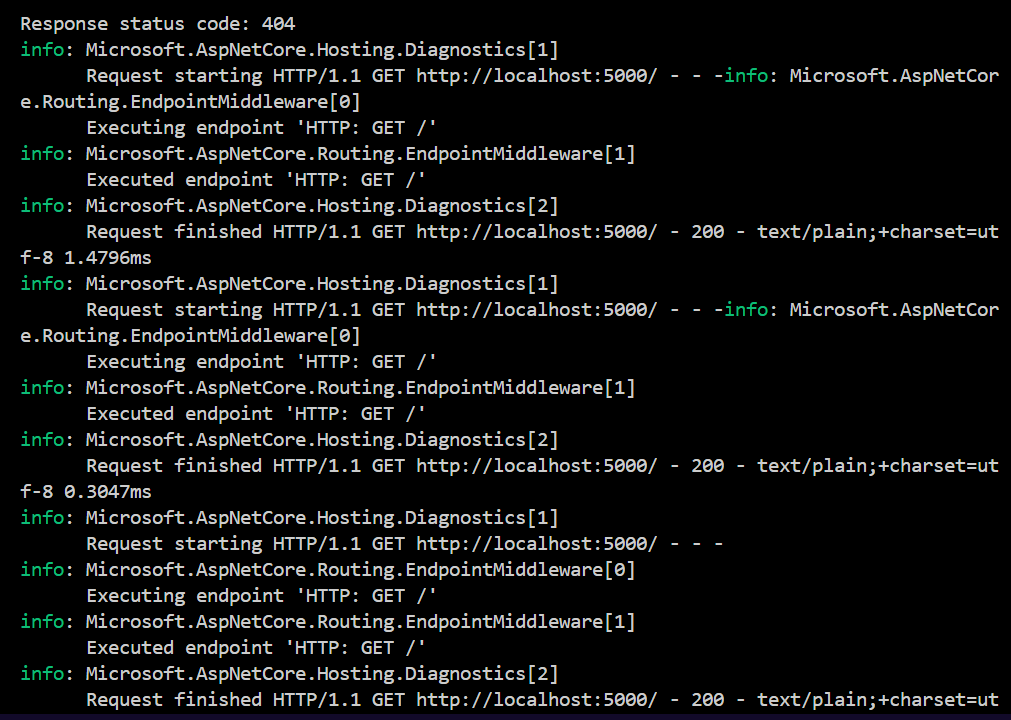 Response status code: 404
info: Microsoft.AspNetCore.Hosting.Diagnostics[1]
      Request starting HTTP/1.1 GET http://localhost:5000/ - - -info: Microsoft.AspNetCor
e.Routing.EndpointMiddleware[0]
      Executing endpoint 'HTTP: GET /'
info: Microsoft.AspNetCore.Routing.EndpointMiddleware[1]
      Executed endpoint 'HTTP: GET /'
info: Microsoft.AspNetCore.Hosting.Diagnostics[2]
      Request finished HTTP/1.1 GET http://localhost:5000/ - 200 - text/plain;+charset=ut
f-8 1.4796ms
info: Microsoft.AspNetCore.Hosting.Diagnostics[1]
      Request starting HTTP/1.1 GET http://localhost:5000/ - - -info: Microsoft.AspNetCor
e.Routing.EndpointMiddleware[0]
      Executing endpoint 'HTTP: GET /'
info: Microsoft.AspNetCore.Routing.EndpointMiddleware[1]
      Executed endpoint 'HTTP: GET /'
info: Microsoft.AspNetCore.Hosting.Diagnostics[2]
      Request finished HTTP/1.1 GET http://localhost:5000/ - 200 - text/plain;+charset=ut
f-8 0.3047ms
info: Microsoft.AspNetCore.Hosting.Diagnostics[1]
      Request starting HTTP/1.1 GET http://localhost:5000/ - - -
info: Microsoft.AspNetCore.Routing.EndpointMiddleware[0]
      Executing endpoint 'HTTP: GET /'
info: Microsoft.AspNetCore.Routing.EndpointMiddleware[1]
      Executed endpoint 'HTTP: GET /'
info: Microsoft.AspNetCore.Hosting.Diagnostics[2]
      Request finished HTTP/1.1 GET http://localhost:5000/ - 200 - text/plain;+charset=ut